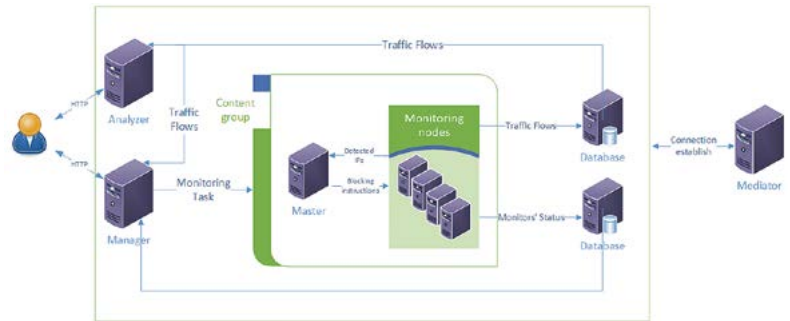 Traffic Flows
HTTP
Analyzer
Traffic
Flows
Content
group
Monitoring
nodes
Traffic Flows
Database
Connection
establish
Mediator
Detected
IPs
Master
Blocking
instructions
HTTP
Monitoring
Task
Manager
Monitors' Status
Database